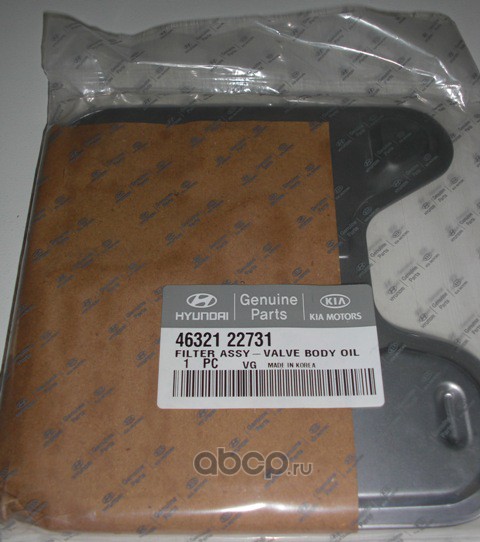 HYUNDAI
Genuine Parts
KIA
KIA MOTORS
46321 22731
FILTER ASSY – VALVE BODY OIL
1 PC VG MADE IN KOREA
abcp.ru